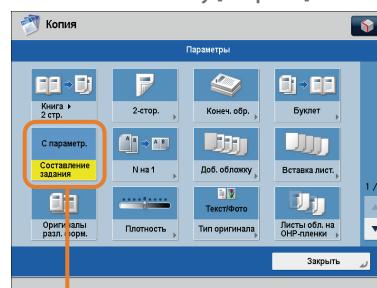 Копия
Параметры
Книга
2 стр.
2-стор.
Конеч. обр.
Буклет
С параметр.
Составление
задания
N на 1
A B
Доб. обложку
Вставка лист.
1/
Оригиналы
разл. форм.
Плотность
Текст/Фото
Тип оригинала
Листы обл. на
OHP-пленки
Закрыть